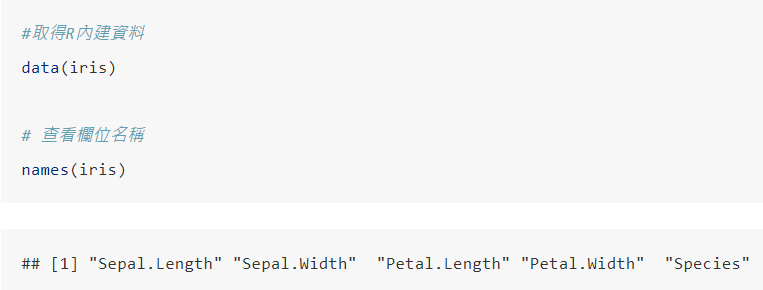 #取得R內建資料
data(iris)
# 查看欄位名稱
names(iris)
## [1] "Sepal.Length" "Sepal.Width"  "Petal.Length" "Petal.Width"  "Species"